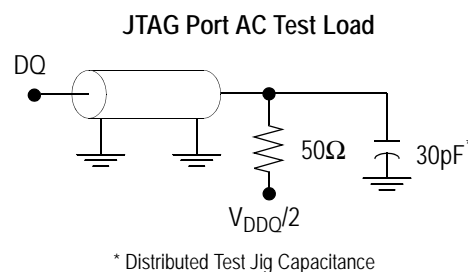 JTAG Port AC Test Load
DQ
50Ω
30pF*
VDDQ/2
* Distributed Test Jig Capacitance